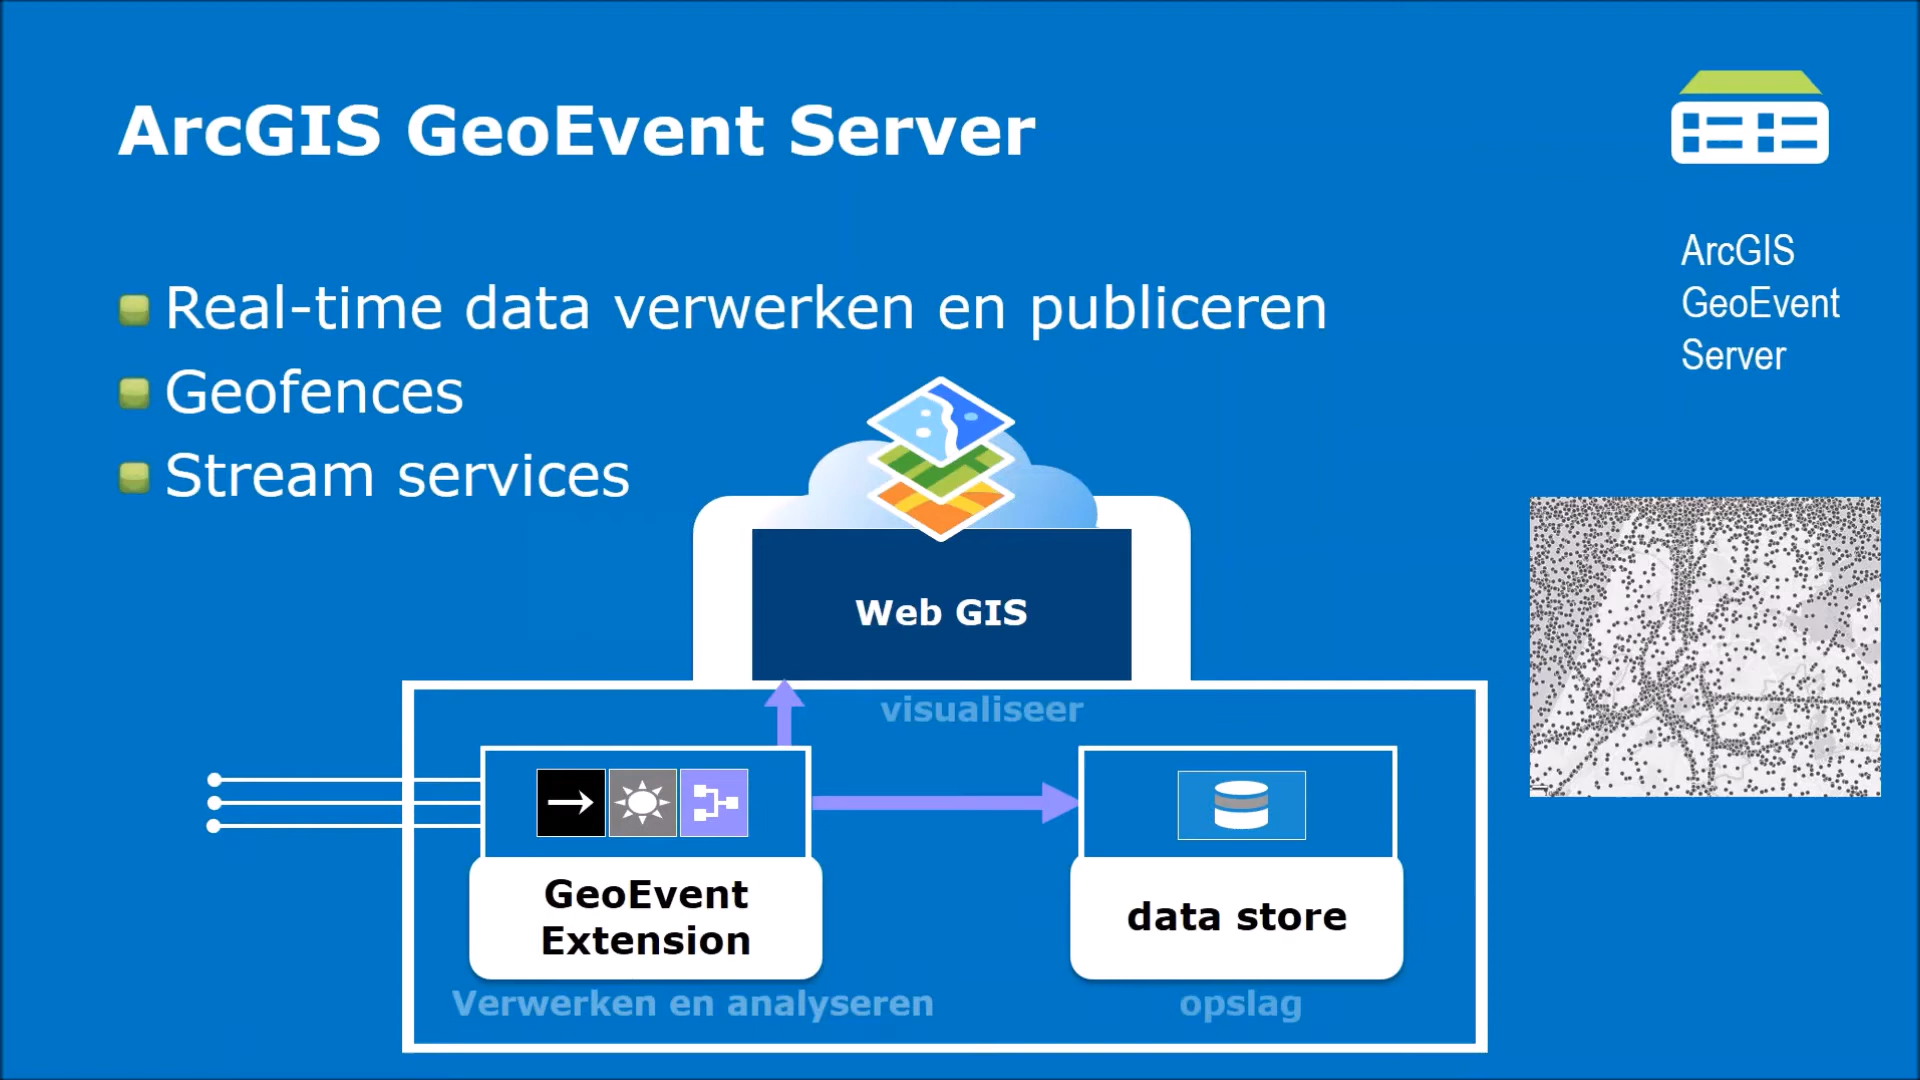 ArcGIS GeoEvent Server
Real-time data verwerken en publiceren
Geofences
Stream services
ArcGIS
GeoEvent
Server
Web GIS
visualiseer
GeoEvent
Extension
data store
Verwerken en analyseren
opslag